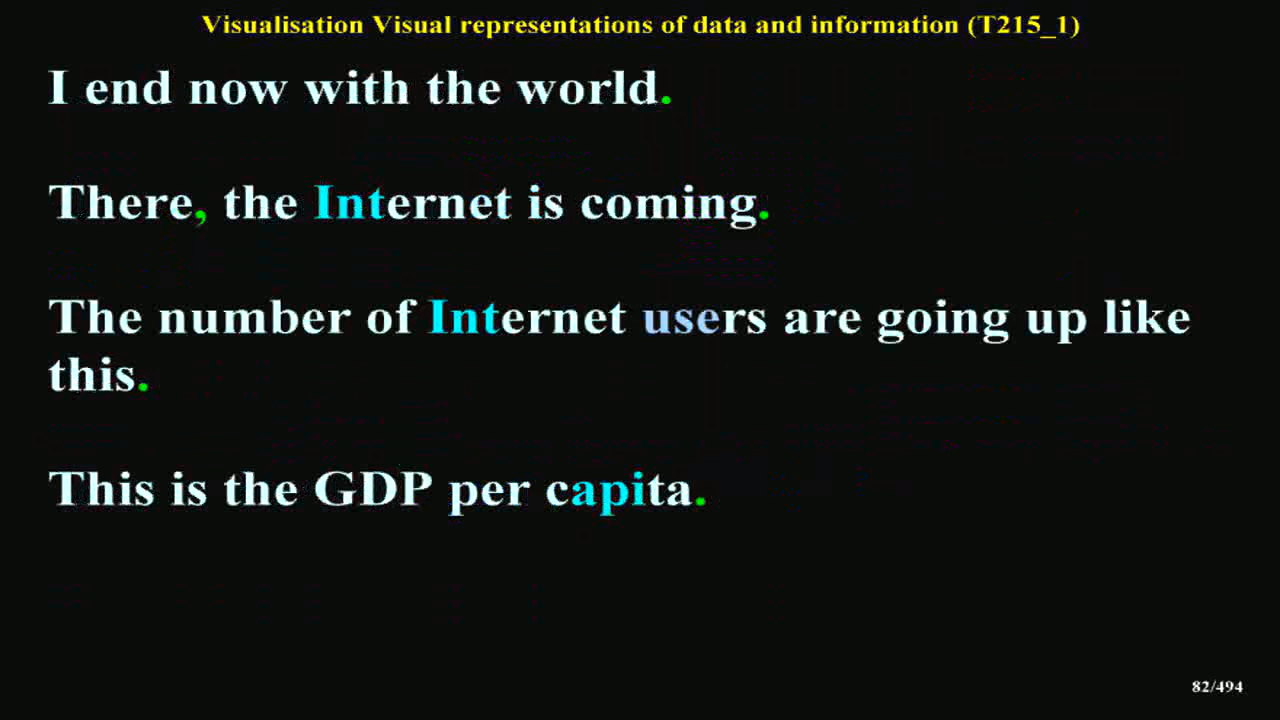 Visualisation Visual representations of data and information (T215_1)
I end now with the world.
There, the Internet is coming.
The number of Internet users are going up like
this.
This is the GDP per capita.
82/494